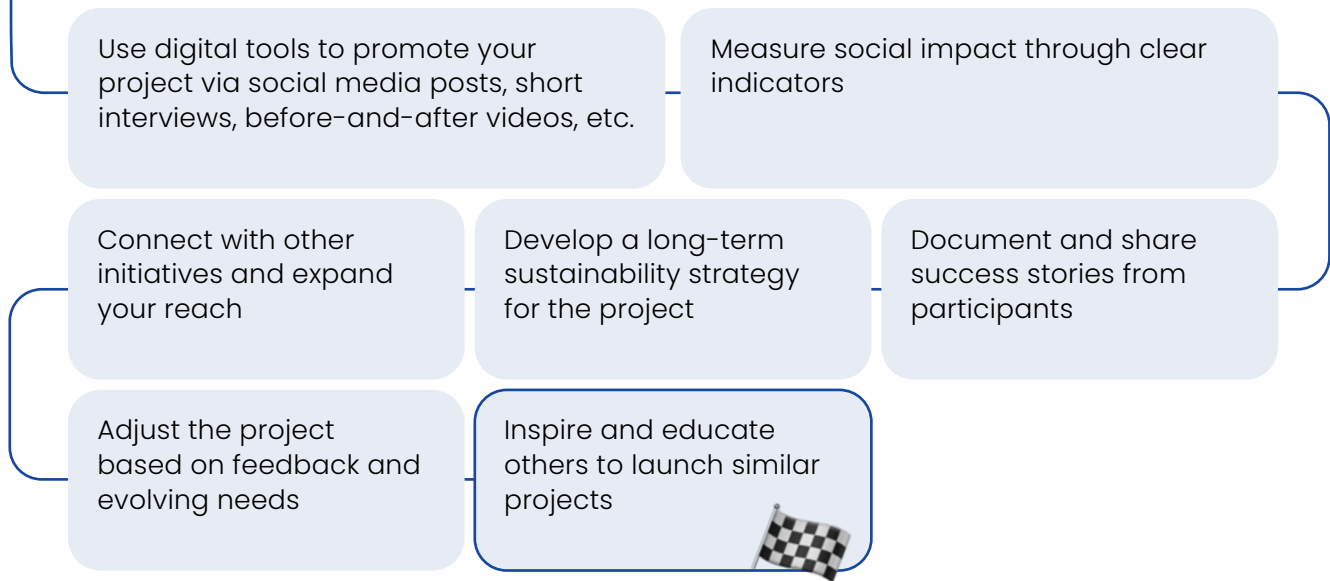 Use digital tools to promote your
project via social media posts, short
interviews, before-and-after videos, etc.
Measure social impact through clear
indicators
Connect with other
initiatives and expand
your reach
Develop a long-term
sustainability strategy
for the project
Document and share
success stories from
participants
Adjust the project
based on feedback and
evolving needs
Inspire and educate
others to launch similar
projects